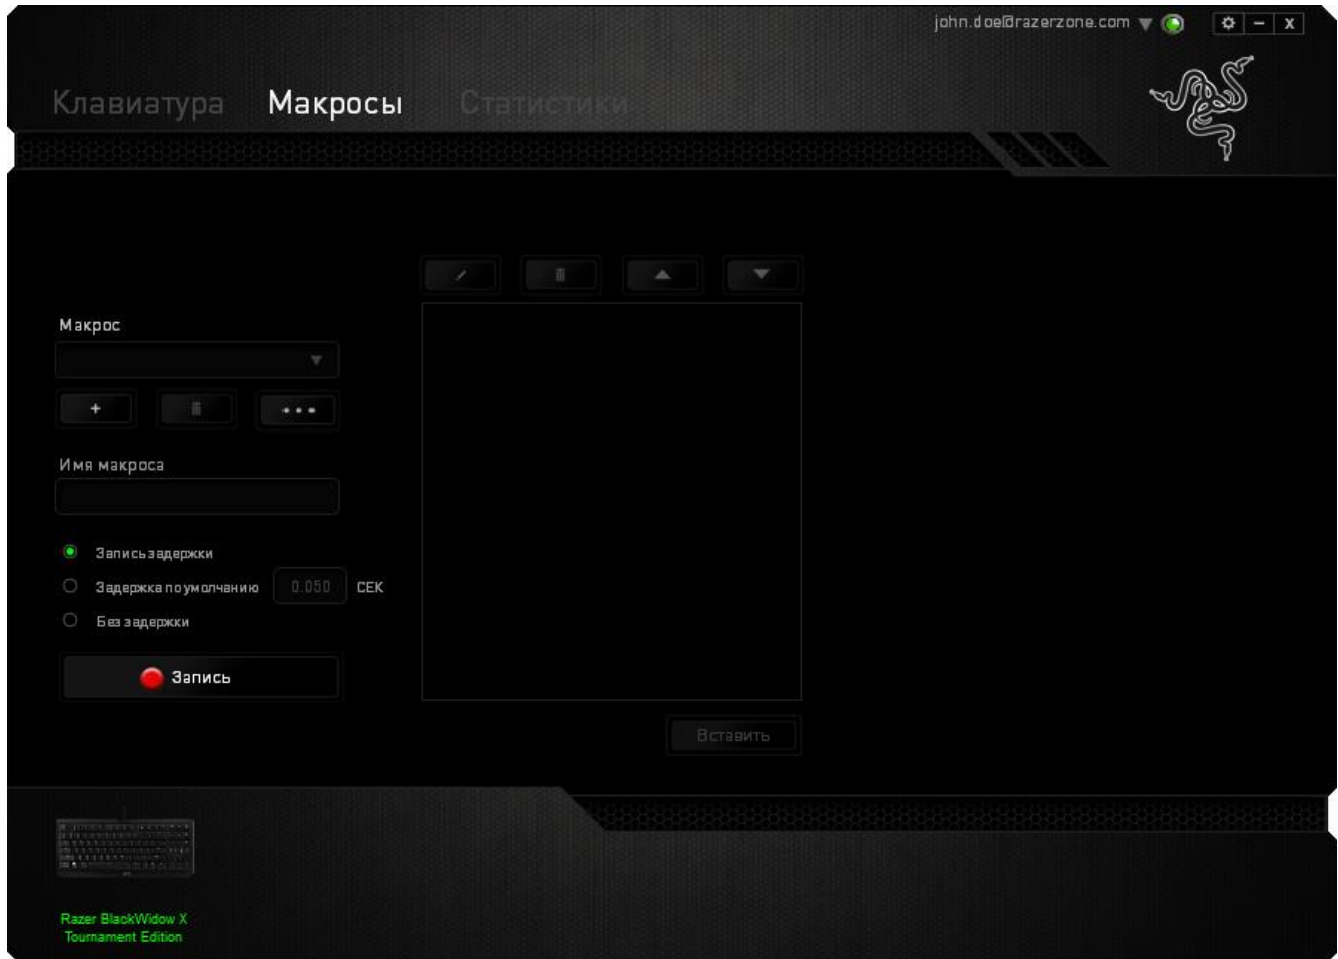 john.doe@razerzone.com
Клавиатура Макросы Статистики
Макрос
Имя макроса
Запись задержки
Задержка по умолчанию 0.050 СЕК
Без задержки
Запись
Вставить
Razer BlackWidow X
Tournament Edition